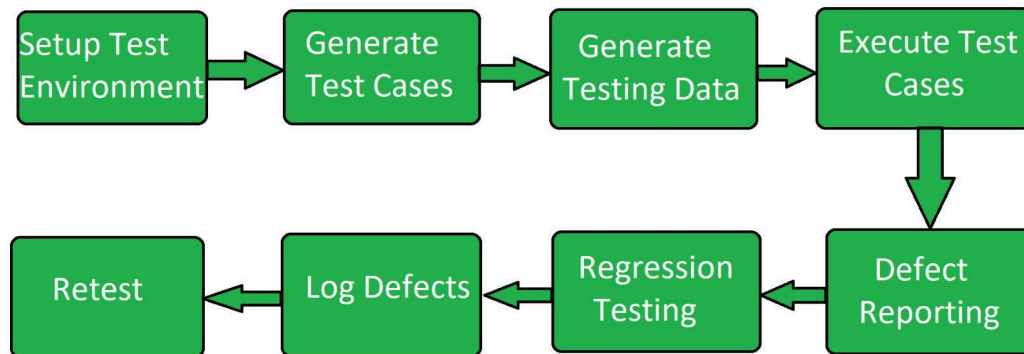 Setup Test
Environment
Generate
Test Cases
Generate
Testing Data
Execute Test
Cases
Defect
Reporting
Regression
Testing
Log Defects
Retest